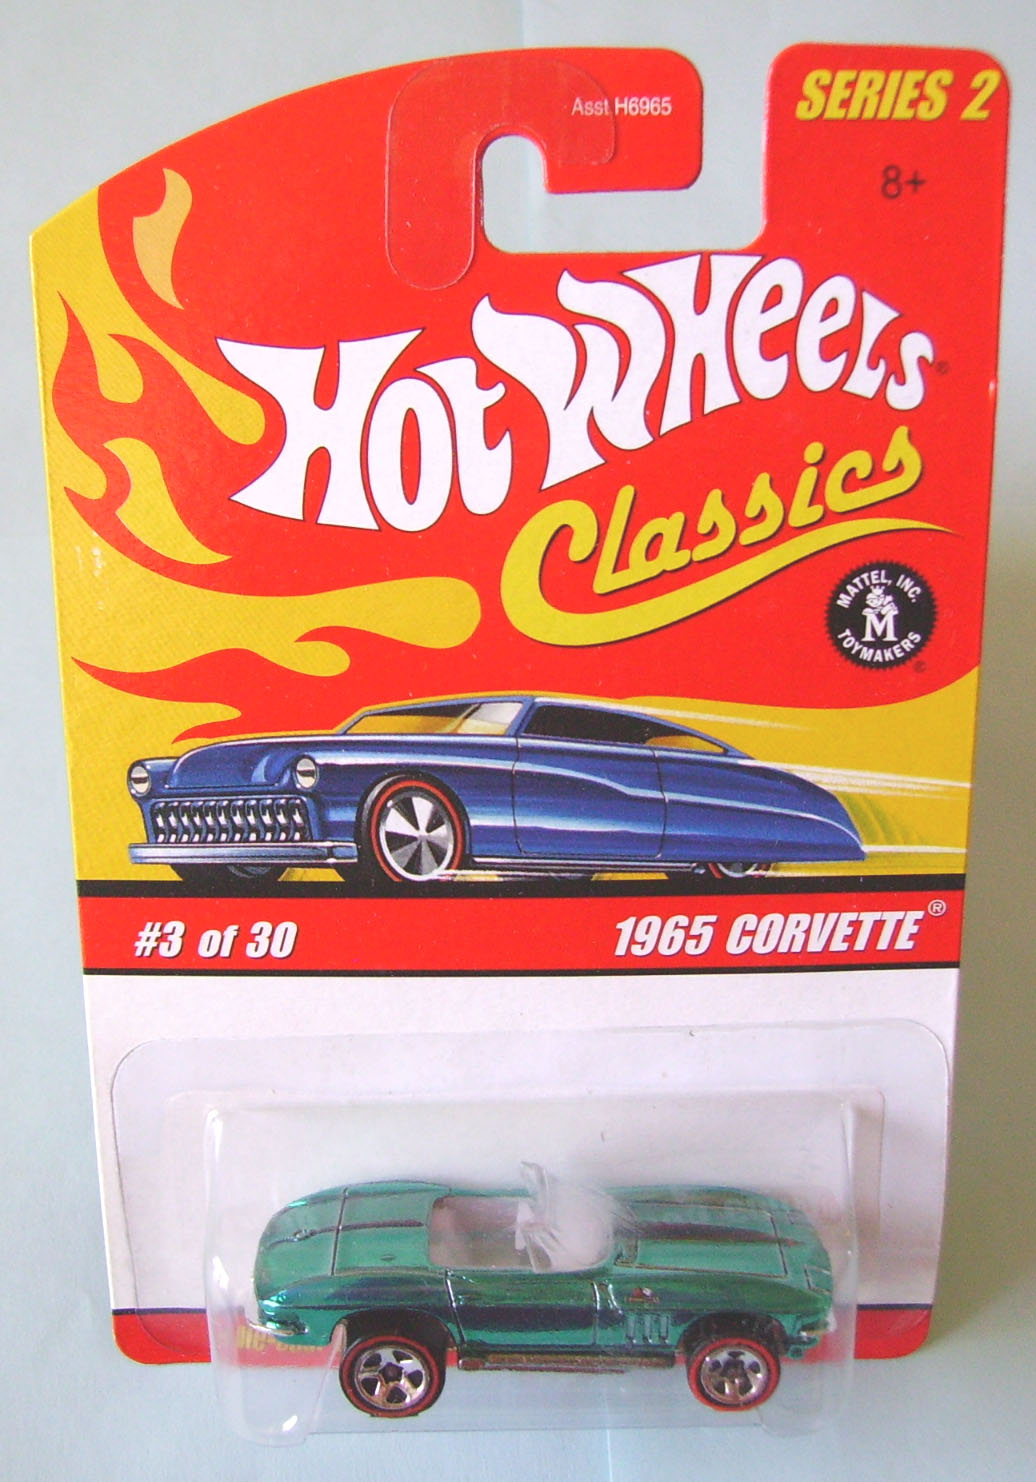 Asst H6965
SERIES 2
8+
Hot Wheels®
Classics
MATTEL, INC.
M
TOYMAKERS
®
#3 of 30
1965 CORVETTE®